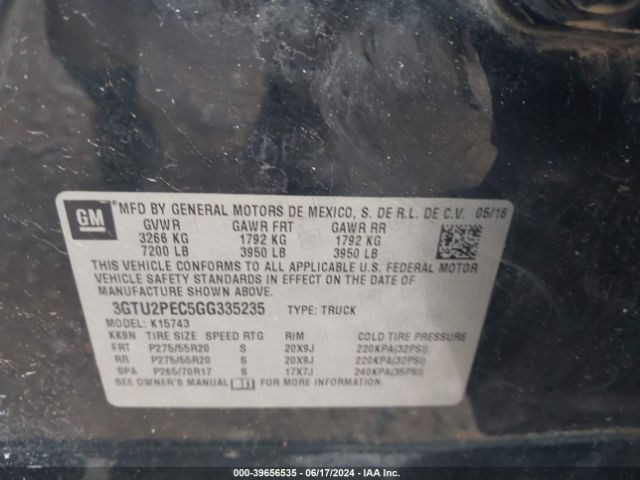 GM
MFD BY GENERAL MOTORS DE MEXICO, S. DE R.L. DE C.V. 05/16
GVWR GAWR FRT GAWR RR
3266 KG 1792 KG 1792 KG
7200 LB 3950 LB 3950 LB
THIS VEHICLE CONFORMS TO ALL APPLICABLE U.S. FEDERAL MOTOR
VEHICLE SAFETY STANDARDS IN EFFECT ON THE DATE OF
MANUFACTURE SHOWN ABOVE.
3GTU2PEC5GG335235 TYPE: TRUCK
MODEL: K15743
KK9N TIRE SIZE SPEED RTG RIM COLD TIRE PRESSURE
FRT P275/55R20 S 20X9J 220KPA(32PSI)
RR P275/55R20 S 20X9J 220KPA(32PSI)
SPA P265/70R17 S 17X7J 240KPA(35PSI)
SEE OWNER'S MANUAL FOR MORE INFORMATION.
000-39656535 - 06/17/2024 - IAA Inc.